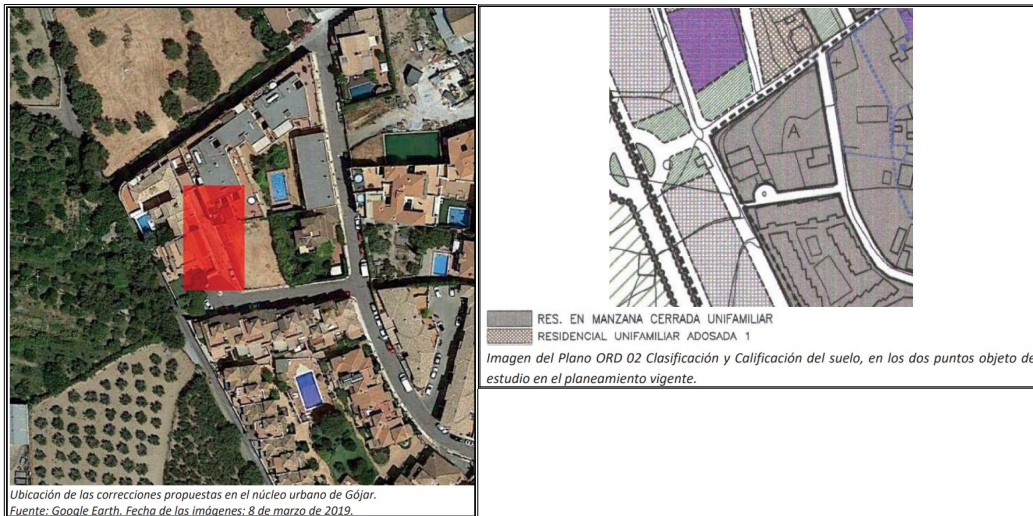 Ubicación de las correcciones propuestas en el núcleo urbano de Gójar.
Fuente: Google Earth. Fecha de las imágenes: 8 de marzo de 2019.
A
RES. EN MANZANA CERRADA UNIFAMILIAR
RESIDENCIAL UNIFAMILIAR ADOSADA 1
Imagen del Plano ORD 02 Clasificación y Calificación del suelo, en los dos puntos objeto de
estudio en el planeamiento vigente.